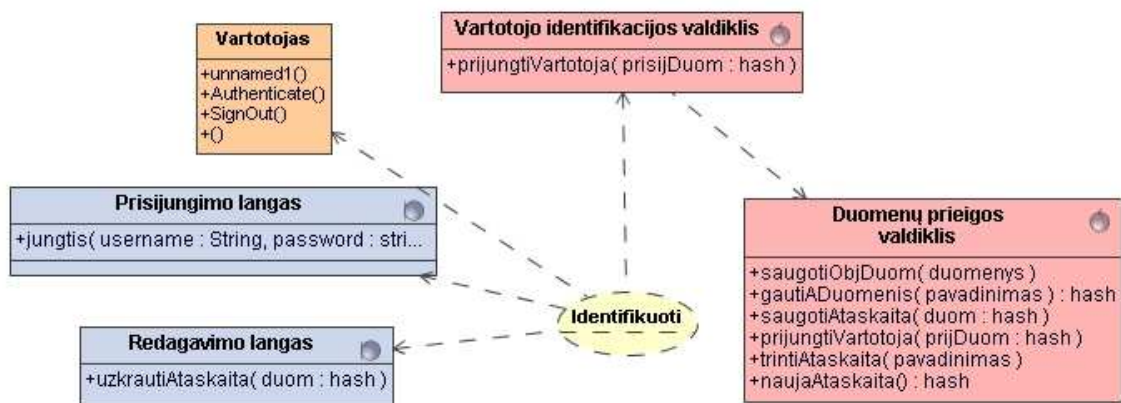 Vartotojas
+unnamed1()
+Authenticate()
+SignOut()
+()
Vartotojo identifikacijos valdiklis
+prijungtiVartotoja( prisijDuom : hash )
Prisijungimo langas
+jungtis( username : String, password : stri...
Redagavimo langas
+uzkrautiAtaskaita( duom : hash )
Identifikuoti
Duomenų prieigos
valdiklis
+saugotiObjDuom( duomenys )
+gautiADuomenis( pavadinimas ) : hash
+saugotiAtaskaita( duom : hash )
+prijungtiVartotoja( prijDuom : hash )
+trintiAtaskaita( pavadinimas )
+naujaAtaskaita() : hash